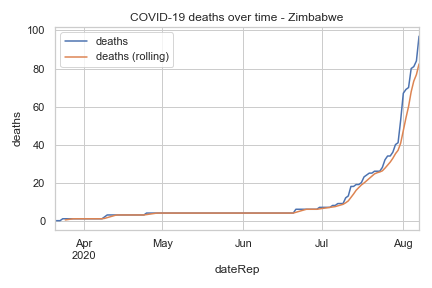 COVID-19 deaths over time - Zimbabwe
deaths
deaths (rolling)
100
80
60
40
20
0
deaths
Apr
2020
May
Jun
Jul
Aug
dateRep